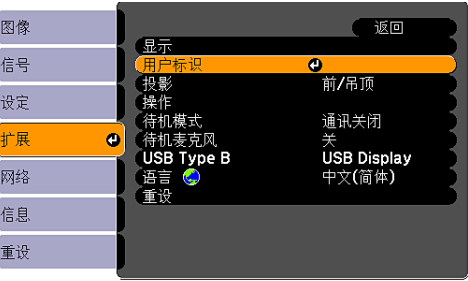 图像
信号
设定
扩展
网络
信息
重设
返回
显示
用户标识
投影 前/吊顶
操作
待机模式 通讯关闭
待机麦克风 关
USB Type B USB Display
语言 中文(简体)
重设